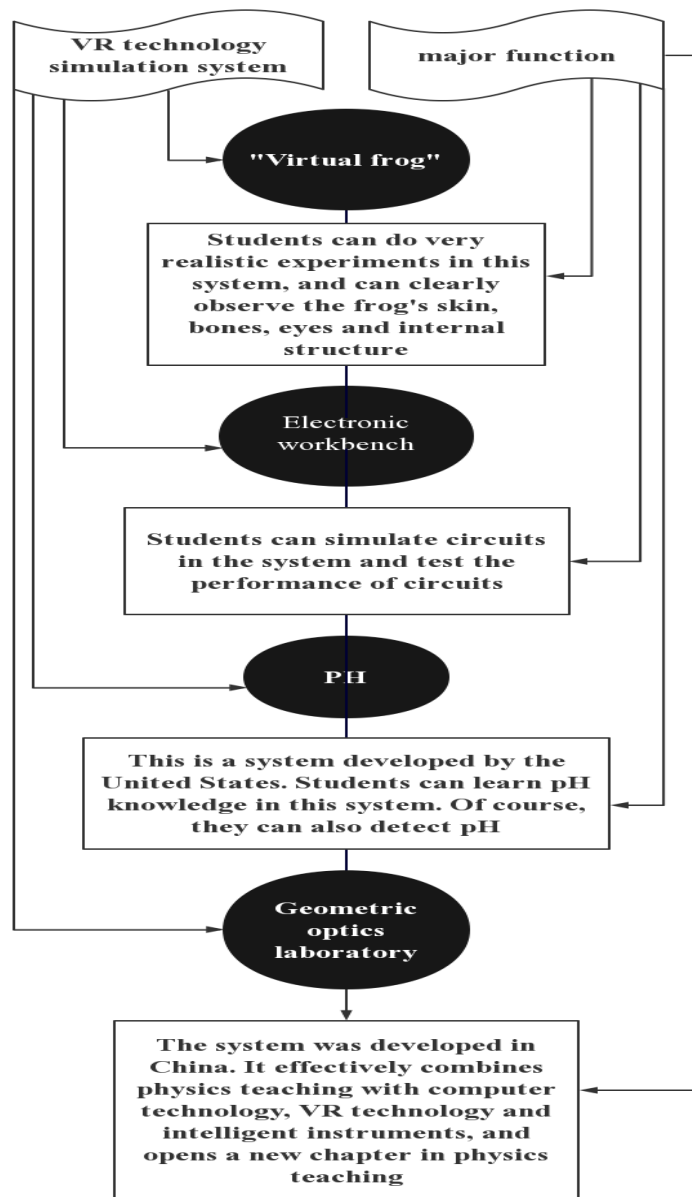 VR technology
simulation system
major function
"Virtual frog"
Students can do very
realistic experiments in this
system, and can clearly
observe the frog's skin,
bones, eyes and internal
structure
Electronic
workbench
Students can simulate circuits
in the system and test the
performance of circuits
PH
This is a system developed by the
United States. Students can learn pH
knowledge in this system. Of course,
they can also detect pH
Geometric
optics
laboratory
The system was developed in
China. It effectively combines
physics teaching with computer
technology, VR technology and
intelligent instruments, and
opens a new chapter in physics
teaching